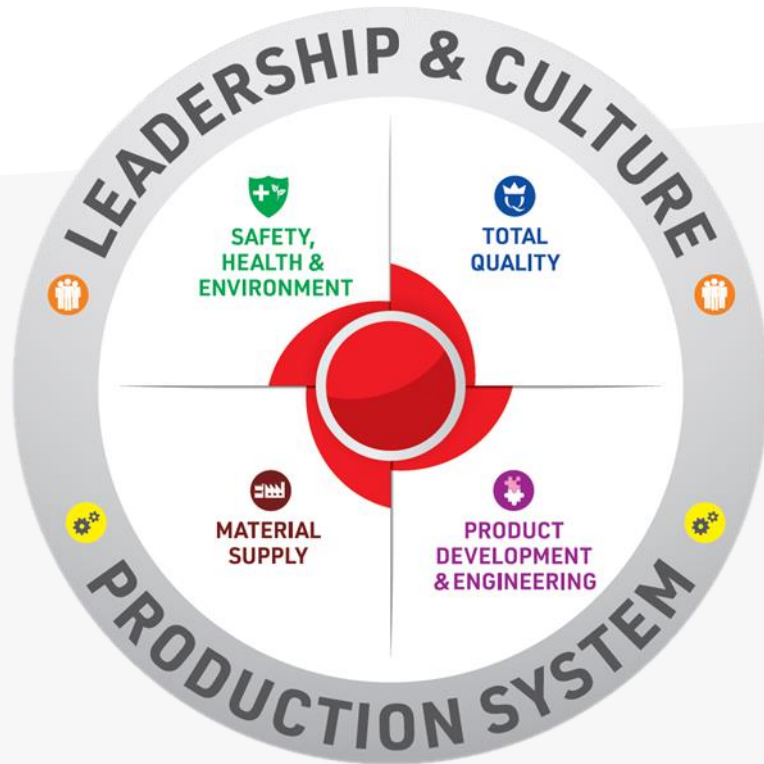 LEADERSHIP & CULTURE
SAFETY,
HEALTH &
ENVIRONMENT
TOTAL
QUALITY
MATERIAL
SUPPLY
PRODUCT
DEVELOPMENT
& ENGINEERING
PRODUCTION SYSTEM